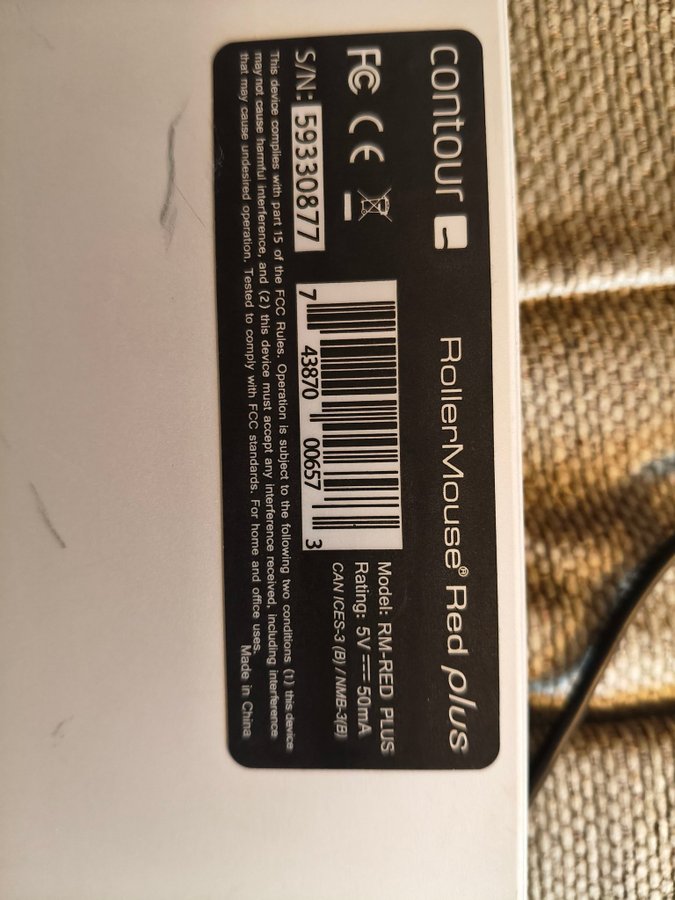 contour RollerMouse® Red plus
FC CE
S/N: 59330877
7 43870 00657 3
Model: RM-RED PLUS
Rating: 5V ⎓ 50mA
CAN ICES-3 (B) / NMB-3(B)
This device complies with part 15 of the FCC Rules. Operation is subject to the following two conditions (1) this device
may not cause harmful interference, and (2) this device must accept any interference received, including interference
that may cause undesired operation. Tested to comply with FCC standards. For home and office uses.
Made in China